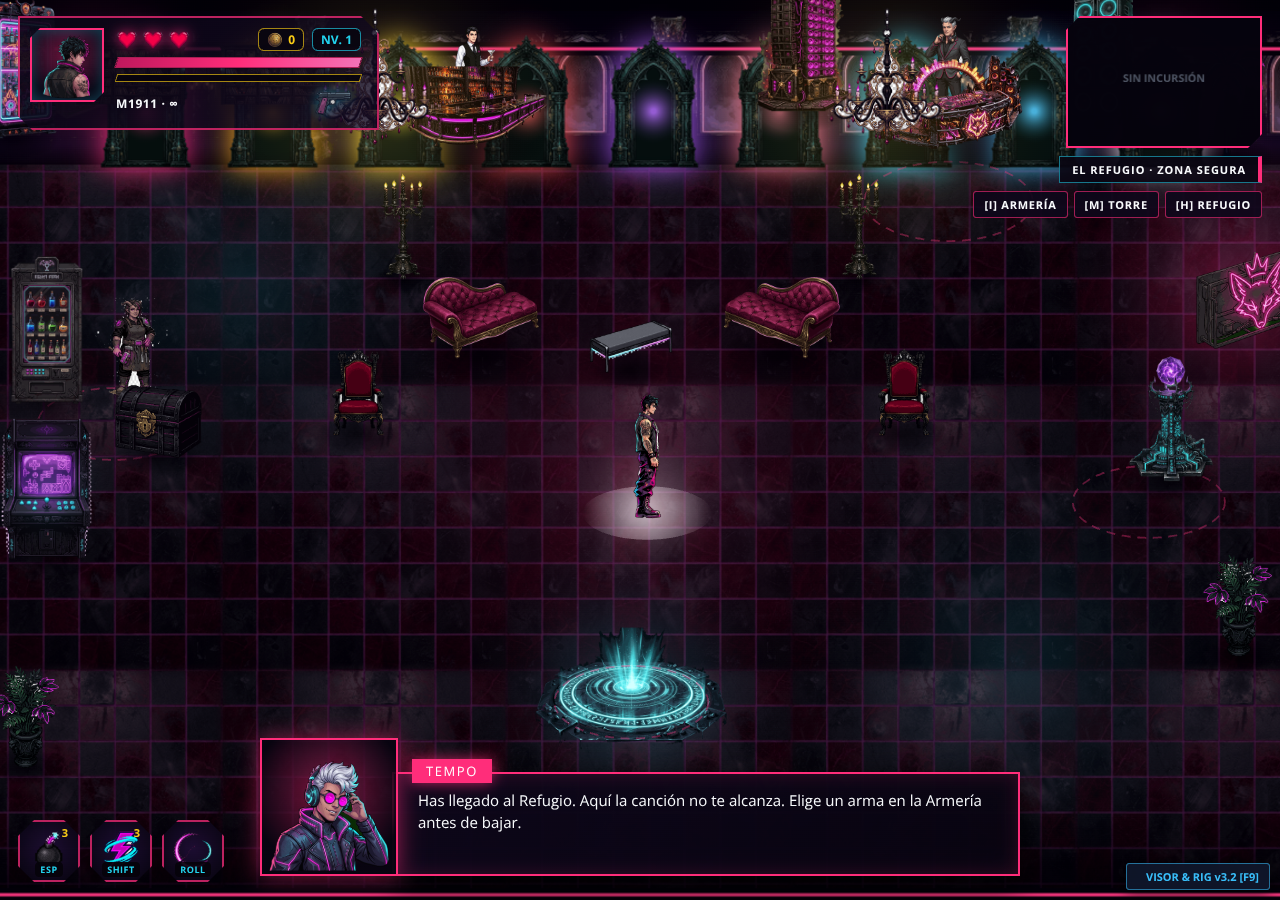 0
NV. 1
M1911 · ∞
SIN INCURSIÓN
EL REFUGIO · ZONA SEGURA
[I] ARMERÍA
[M] TORRE
[H] REFUGIO
TEMPO
Has llegado al Refugio. Aquí la canción no te alcanza. Elige un arma en la Armería
antes de bajar.
3
ESP
3
SHIFT
ROLL
VISOR & RIG v3.2 [F9]